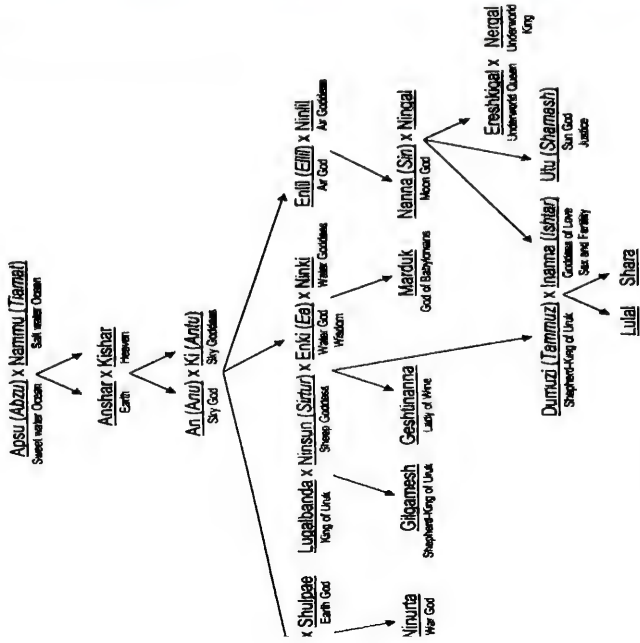 Apsu (Abzu) x Nammu (Tiamat)
Sweet water Ocean Salt water Ocean
Anshar x Kishar
Earth Heaven
An (Anu) x Ki (Antu)
Sky God Sky Goddess
x Shulpae Lugalbanda x Ninsun (Sirtur) x Enki (Ea) x Ninki Enlil (Ellil) x Ninlil
Earth God King of Uruk Sheep Goddess Water God Water Goddess Air God Air Goddess
Wisdom
Ninurta Gilgamesh Geshtinanna Marduk Nanna (Sin) x Ningal
War God Shepherd-King of Uruk Lady of Wine God of Babylonians Moon God
Dumuzi (Tammuz) x Inanna (Ishtar) Utu (Shamash) Ereshkigal x Nergal
Shepherd-King of Uruk Goddess of Love Sun God Underworld Queen Underworld
Sex and Fertility Justice King
Lulal Shara